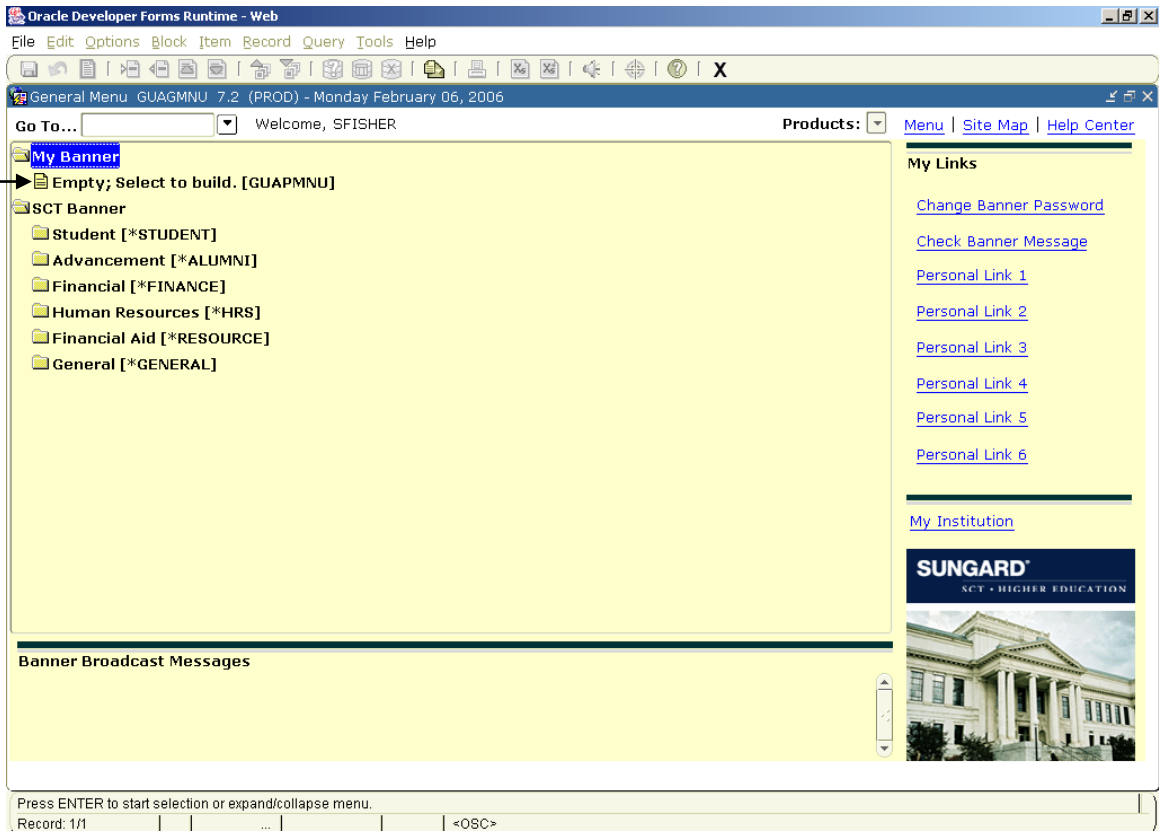 Oracle Developer Forms Runtime - Web
File Edit Options Block Item Record Query Tools Help
X
General Menu GUAGMNU 7.2 (PROD) - Monday February 06, 2006
Go To... Welcome, SFISHER Products: Menu | Site Map | Help Center
My Banner
Empty; Select to build. [GUAPMNU]
SCT Banner
Student [*STUDENT]
Advancement [*ALUMNI]
Financial [*FINANCE]
Human Resources [*HRS]
Financial Aid [*RESOURCE]
General [*GENERAL]
My Links
Change Banner Password
Check Banner Message
Personal Link 1
Personal Link 2
Personal Link 3
Personal Link 4
Personal Link 5
Personal Link 6
My Institution
SUNGARD®
SCT • HIGHER EDUCATION
Banner Broadcast Messages
Press ENTER to start selection or expand/collapse menu.
Record: 1/1 ... <OSC>